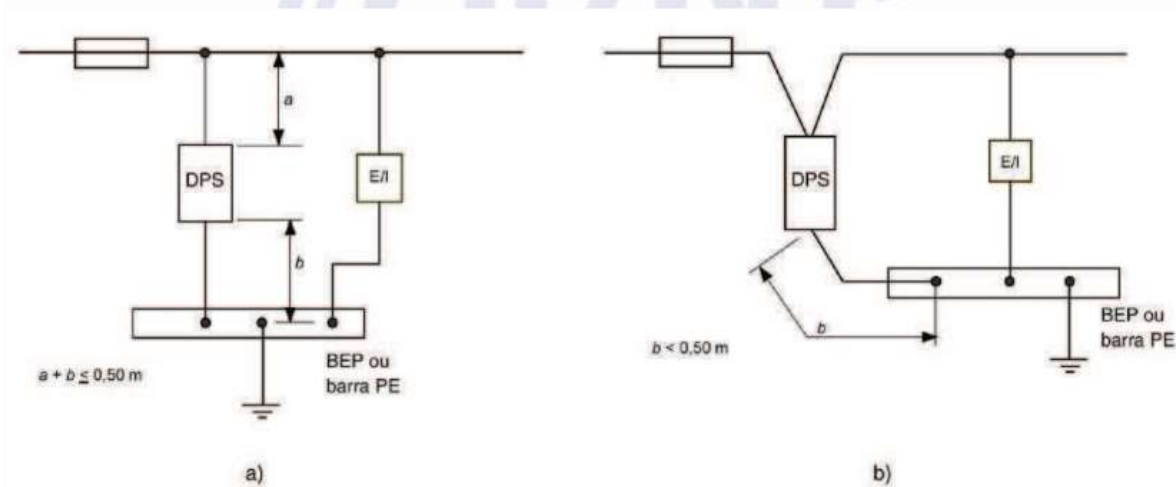 a
DPS
E/I
b
BEP ou
barra PE
a + b ≤ 0,50 m
a)
DPS
E/I
b
b < 0,50 m
BEP ou
barra PE
b)